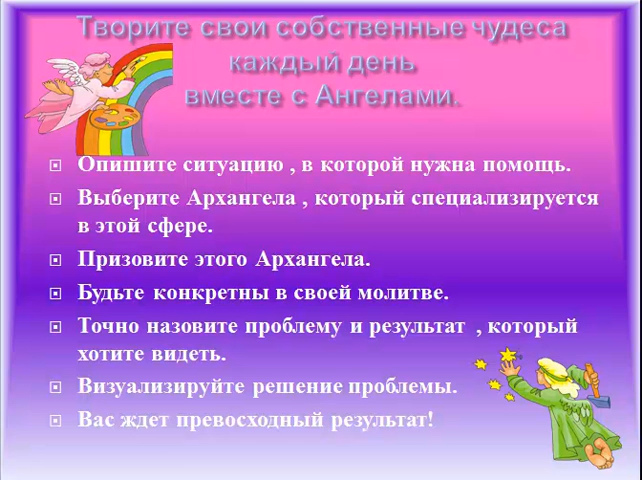 Творите свои собственные чудеса
каждый день
вместе с Ангелами.
Опишите ситуацию , в которой нужна помощь.
Выберите Архангела , который специализируется
в этой сфере.
Призовите этого Архангела.
Будьте конкретны в своей молитве.
Точно назовите проблему и результат , который
хотите видеть.
Визуализируйте решение проблемы.
Вас ждет превосходный результат!